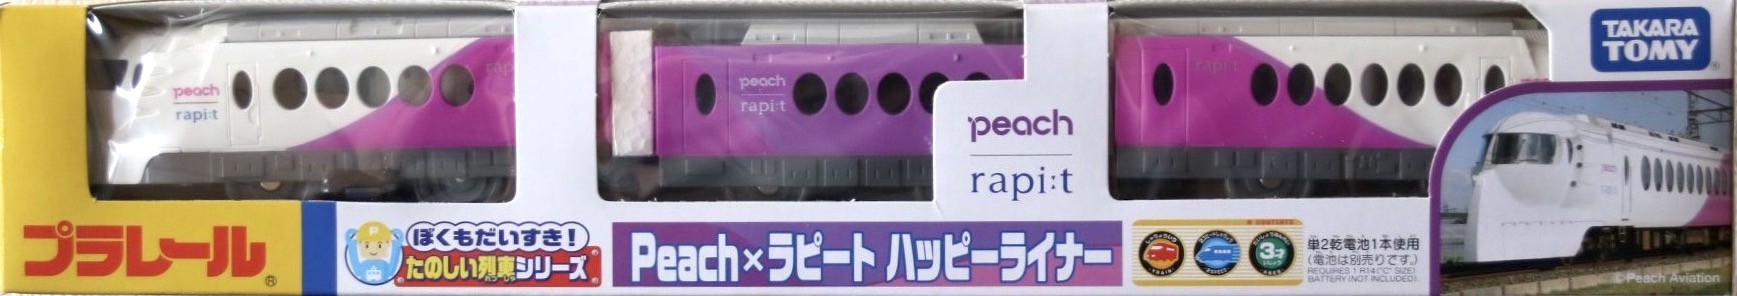 peach
rapi:t
rap
peach
rapi:t
rapi:t
TAKARA
TOMY
peach
rapi:t
peach
プラレール
ぼくもだいすき!
たのしい列車シリーズ
Peach×ラピート ハッピーライナー
3才
単2乾電池1本使用
(電池は別売りです。)
REQUIRES 1 R14("C" SIZE)
BATTERY (NOT INCLUDED).
©Peach Aviation